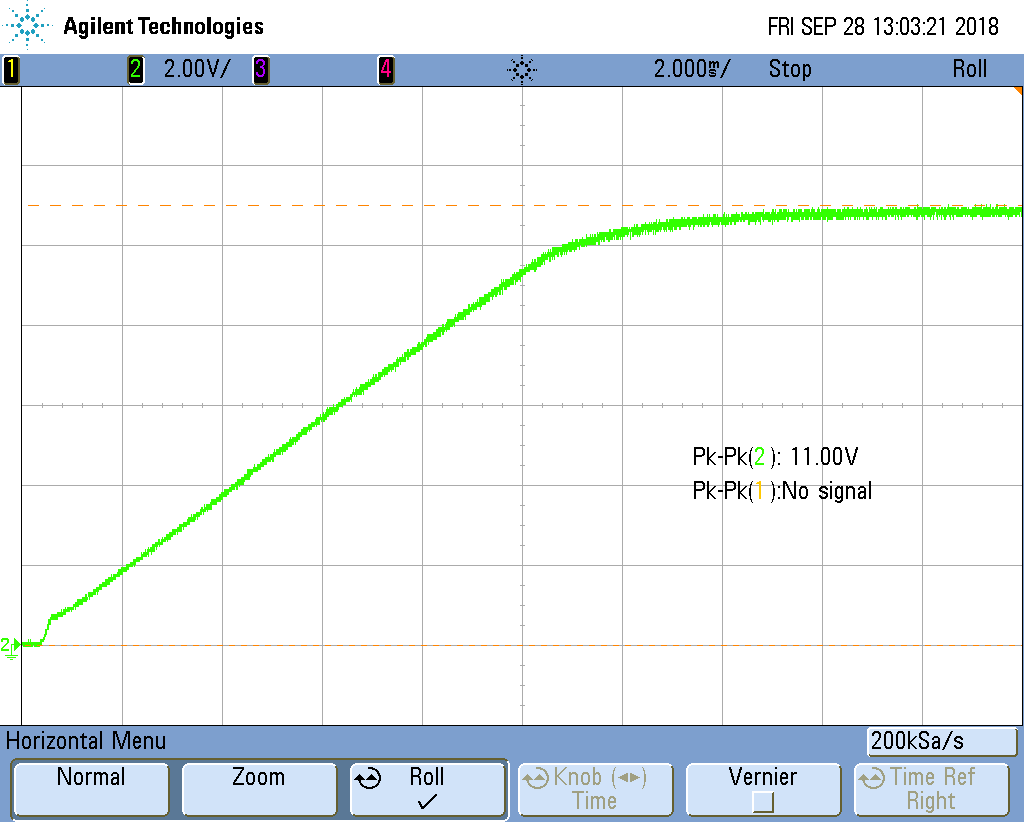 Agilent Technologies FRI SEP 28 13:03:21 2018
1 2 2.00V/ 3 4 2.000ms/ Stop Roll
Pk-Pk(2): 11.00V
Pk-Pk(1):No signal
2
Horizontal Menu 200kSa/s
Normal Zoom Roll Knob (◄►) Vernier Time Ref
Time Right